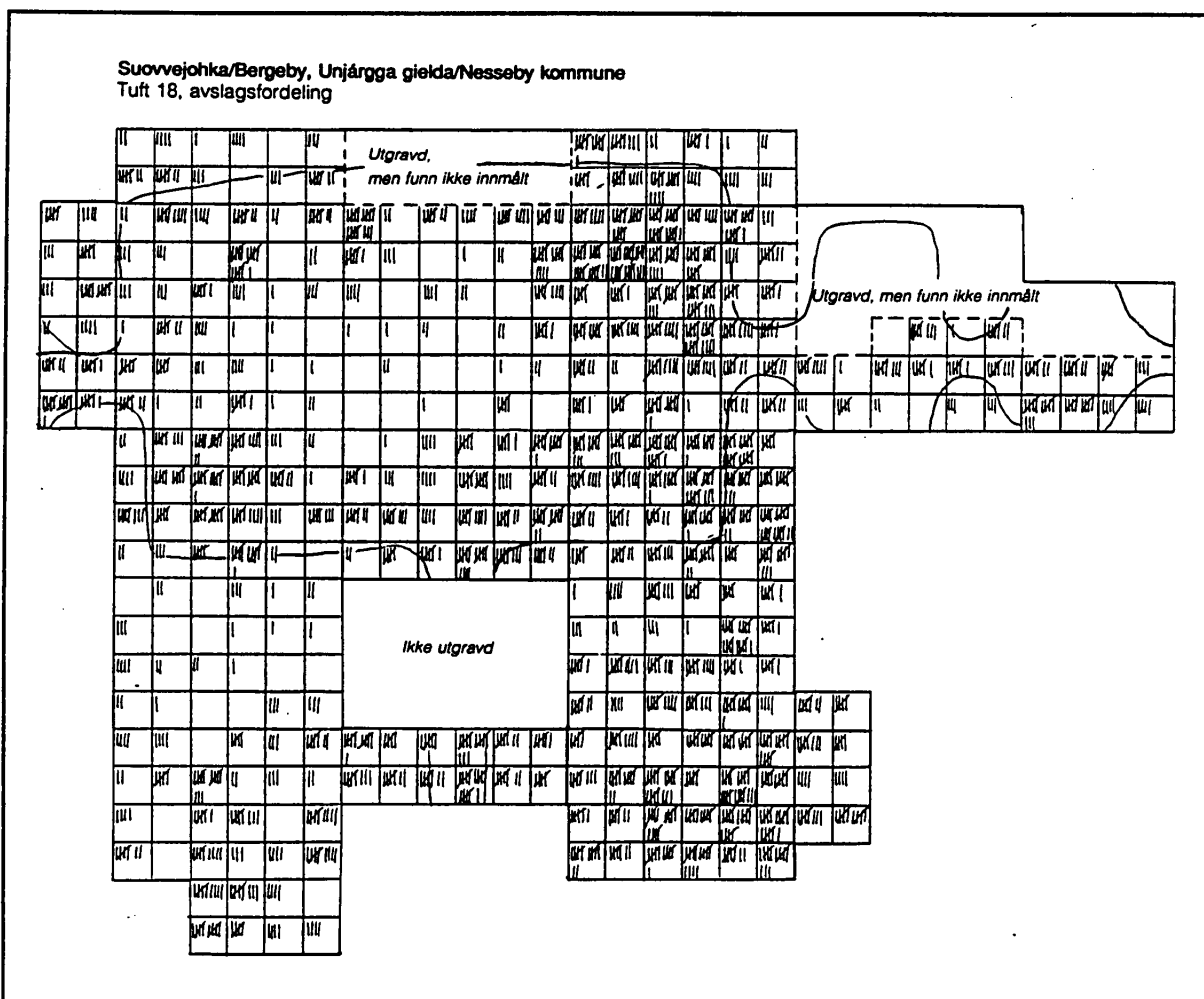 Suovvejohka/Bergeby, Unjárgga gielda/Nesseby kommune
Tuft 18, avslagsfordeling
Utgravd,
men funn ikke innmålt
Utgravd, men funn ikke innmålt
Ikke utgravd